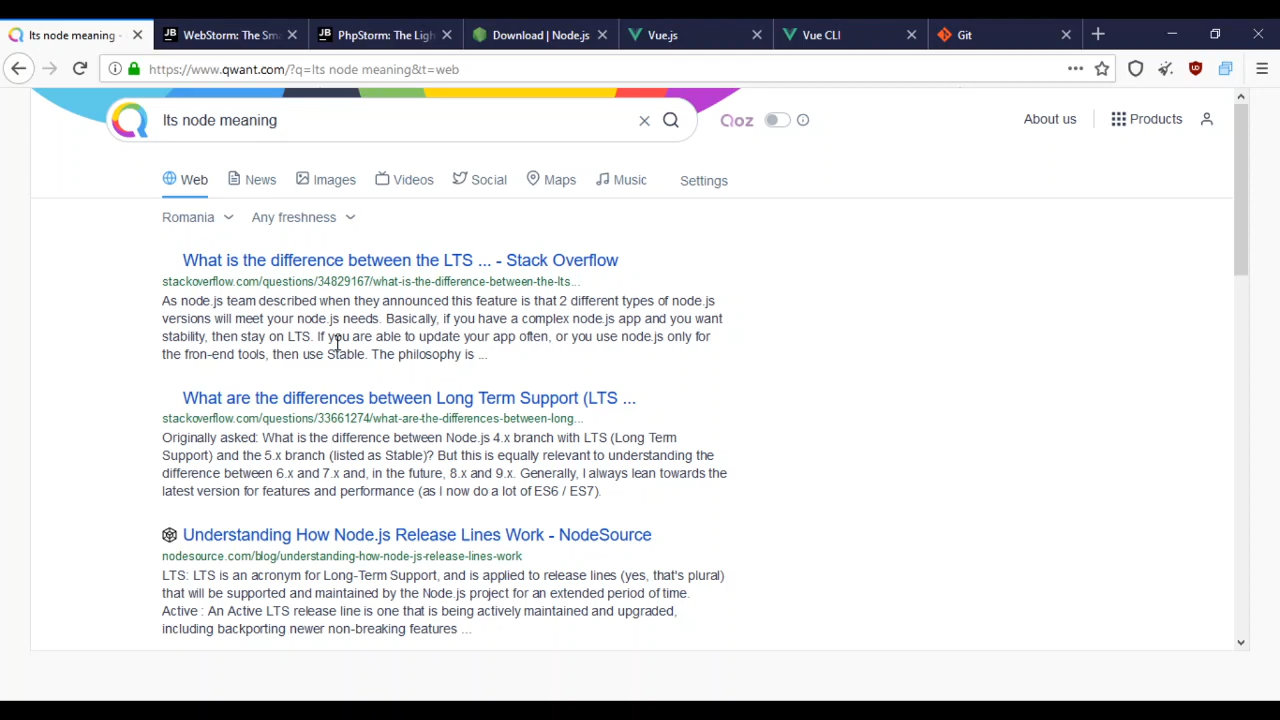 lts node meaning -
WebStorm: The Sma
PhpStorm: The Ligh
Download | Node.js
Vue.js
Vue CLI
Git
https://www.qwant.com/?q=lts node meaning&t=web
lts node meaning
Qoz
About us
Products
Web
News
Images
Videos
Social
Maps
Music
Settings
Romania
Any freshness
What is the difference between the LTS ... - Stack Overflow
stackoverflow.com/questions/34829167/what-is-the-difference-between-the-lts...
As node.js team described when they announced this feature is that 2 different types of node.js
versions will meet your node.js needs. Basically, if you have a complex node.js app and you want
stability, then stay on LTS. If you are able to update your app often, or you use node.js only for
the fron-end tools, then use Stable. The philosophy is ...
What are the differences between Long Term Support (LTS ...
stackoverflow.com/questions/33661274/what-are-the-differences-between-long...
Originally asked: What is the difference between Node.js 4.x branch with LTS (Long Term
Support) and the 5.x branch (listed as Stable)? But this is equally relevant to understanding the
difference between 6.x and 7.x and, in the future, 8.x and 9.x. Generally, I always lean towards the
latest version for features and performance (as I now do a lot of ES6 / ES7).
Understanding How Node.js Release Lines Work - NodeSource
nodesource.com/blog/understanding-how-node-js-release-lines-work
LTS: LTS is an acronym for Long-Term Support, and is applied to release lines (yes, that's plural)
that will be supported and maintained by the Node.js project for an extended period of time.
Active : An Active LTS release line is one that is being actively maintained and upgraded,
including backporting newer non-breaking features ...